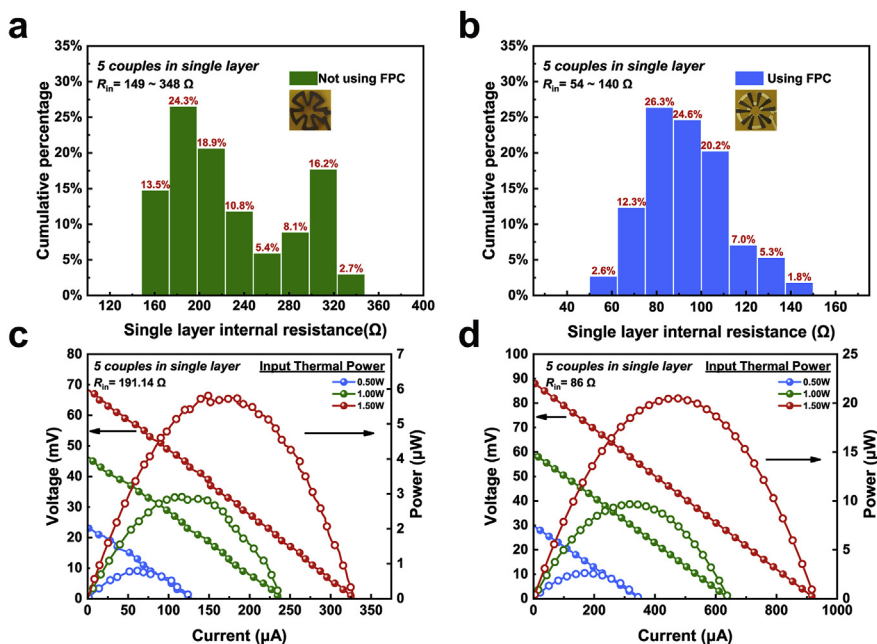 a
35%
30%
25%
20%
15%
10%
5%
0%
Cumulative percentage
5 couples in single layer
Rin= 149 ~ 348 Ω
Not using FPC
13.5%
24.3%
18.9%
10.8%
5.4%
8.1%
16.2%
2.7%
120 160 200 240 280 320 360 400
Single layer internal resistance(Ω)
b
35%
30%
25%
20%
15%
10%
5%
0%
Cumulative percentage
5 couples in single layer
Rin= 54 ~ 140 Ω
Using FPC
2.6%
12.3%
26.3%
24.6%
20.2%
7.0%
5.3%
1.8%
40 60 80 100 120 140 160
Single layer internal resistance (Ω)
c
80
70
60
50
40
30
20
10
0
Voltage (mV)
5 couples in single layer
Rin= 191.14 Ω
Input Thermal Power
0.50W
1.00W
1.50W
7
6
5
4
3
2
1
0
Power (μW)
0 50 100 150 200 250 300 350
Current (μA)
d
100
90
80
70
60
50
40
30
20
10
0
Voltage (mV)
5 couples in single layer
Rin= 86 Ω
Input Thermal Power
0.50W
1.00W
1.50W
25
20
15
10
5
0
Power (μW)
0 200 400 600 800 1000
Current (μA)